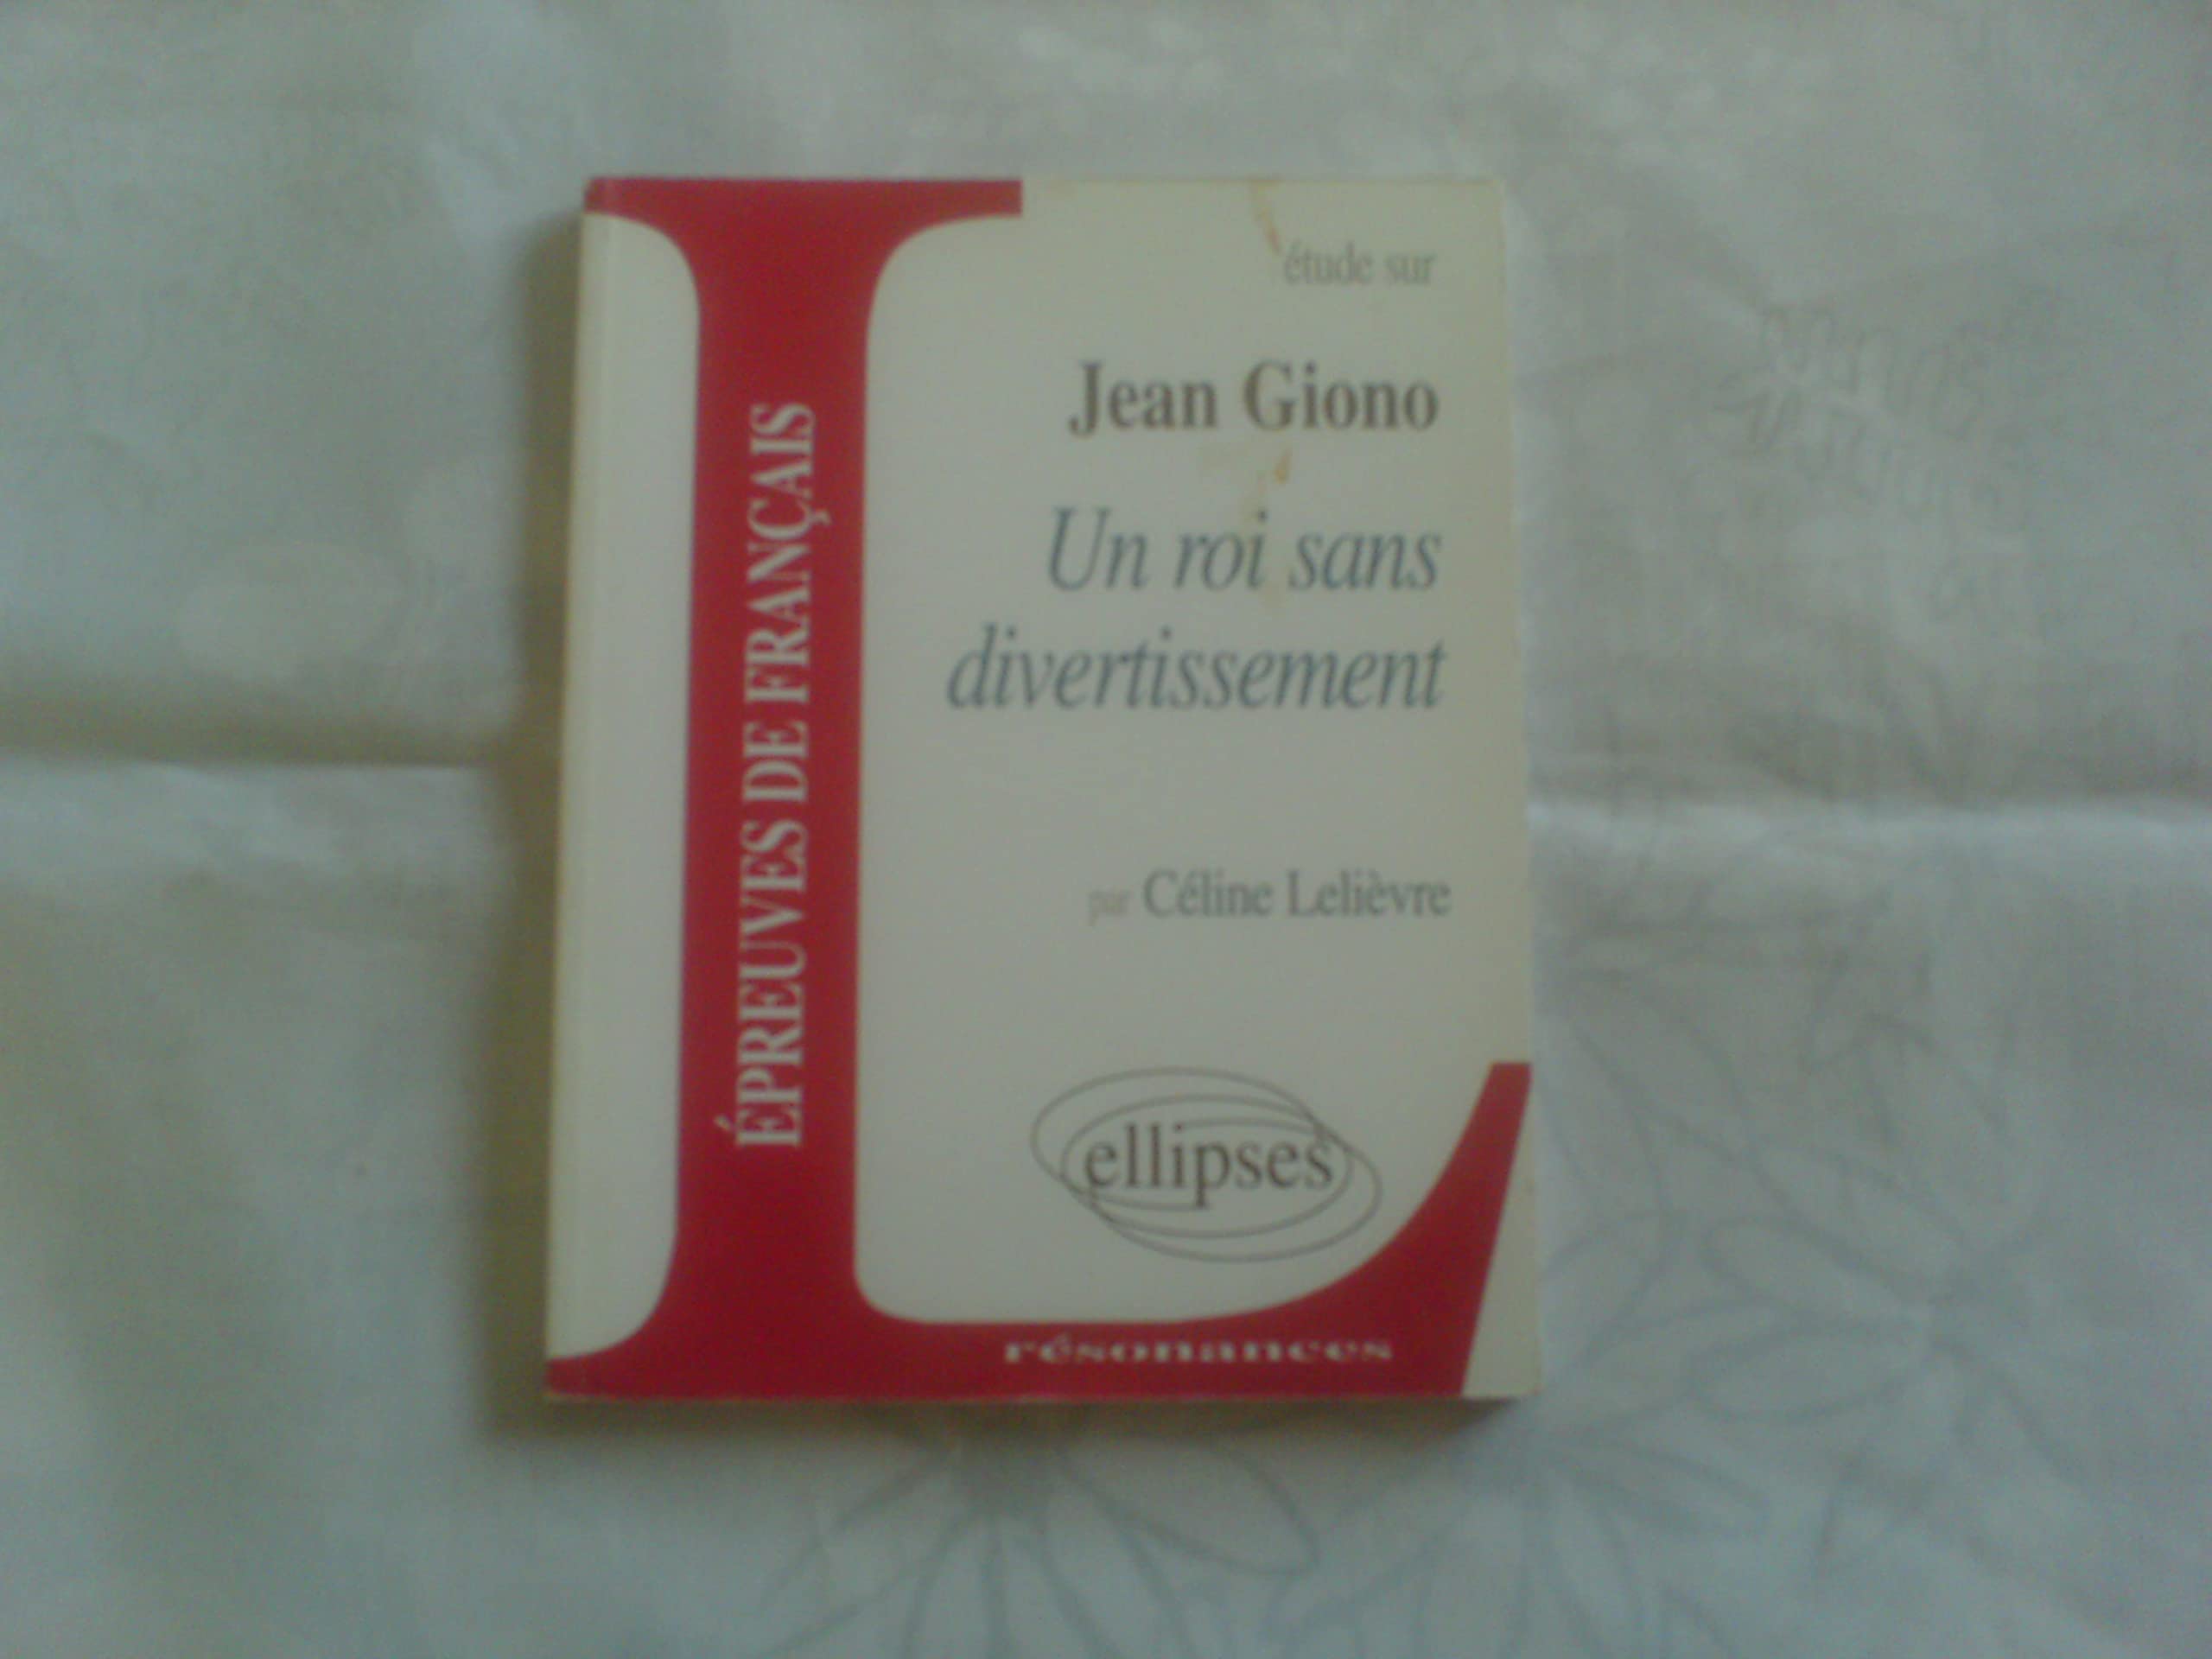 étude sur
Jean Giono
Un roi sans
divertissement
par Céline Lelièvre
ellipses
résonances
ÉPREUVES DE FRANÇAIS